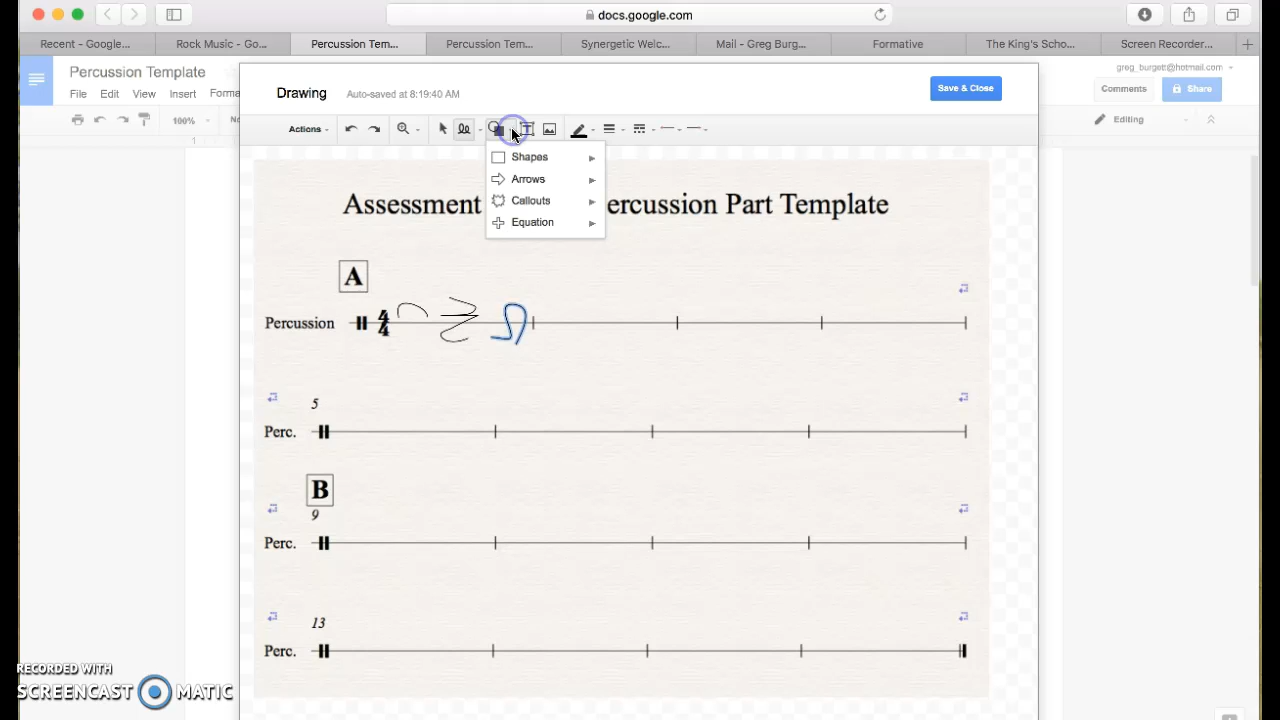 docs.google.com
Recent - Google...
Rock Music - Go...
Percussion Tem...
Percussion Tem...
Synergetic Welc...
Mail - Greg Burg...
Formative
The King's Scho...
Screen Recorder...
Percussion Template
greg_burgett@hotmail.com
File Edit View Insert Forma
Comments
Share
100%
No
Editing
Drawing
Auto-saved at 8:19:40 AM
Save & Close
Actions
Shapes
Arrows
Callouts
Equation
1
Assessment ercussion Part Template
A
Percussion 4/4
5
Perc.
B
9
Perc.
13
Perc.
RECORDED WITH
SCREENCAST MATIC